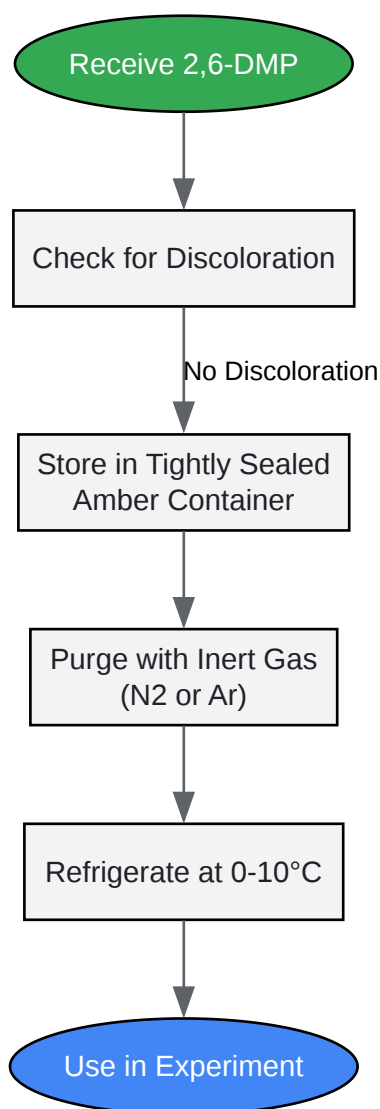 Receive 2,6-DMP
Check for Discoloration
No Discoloration
Store in Tightly Sealed
Amber Container
Purge with Inert Gas
(N2 or Ar)
Refrigerate at 0-10°C
Use in Experiment